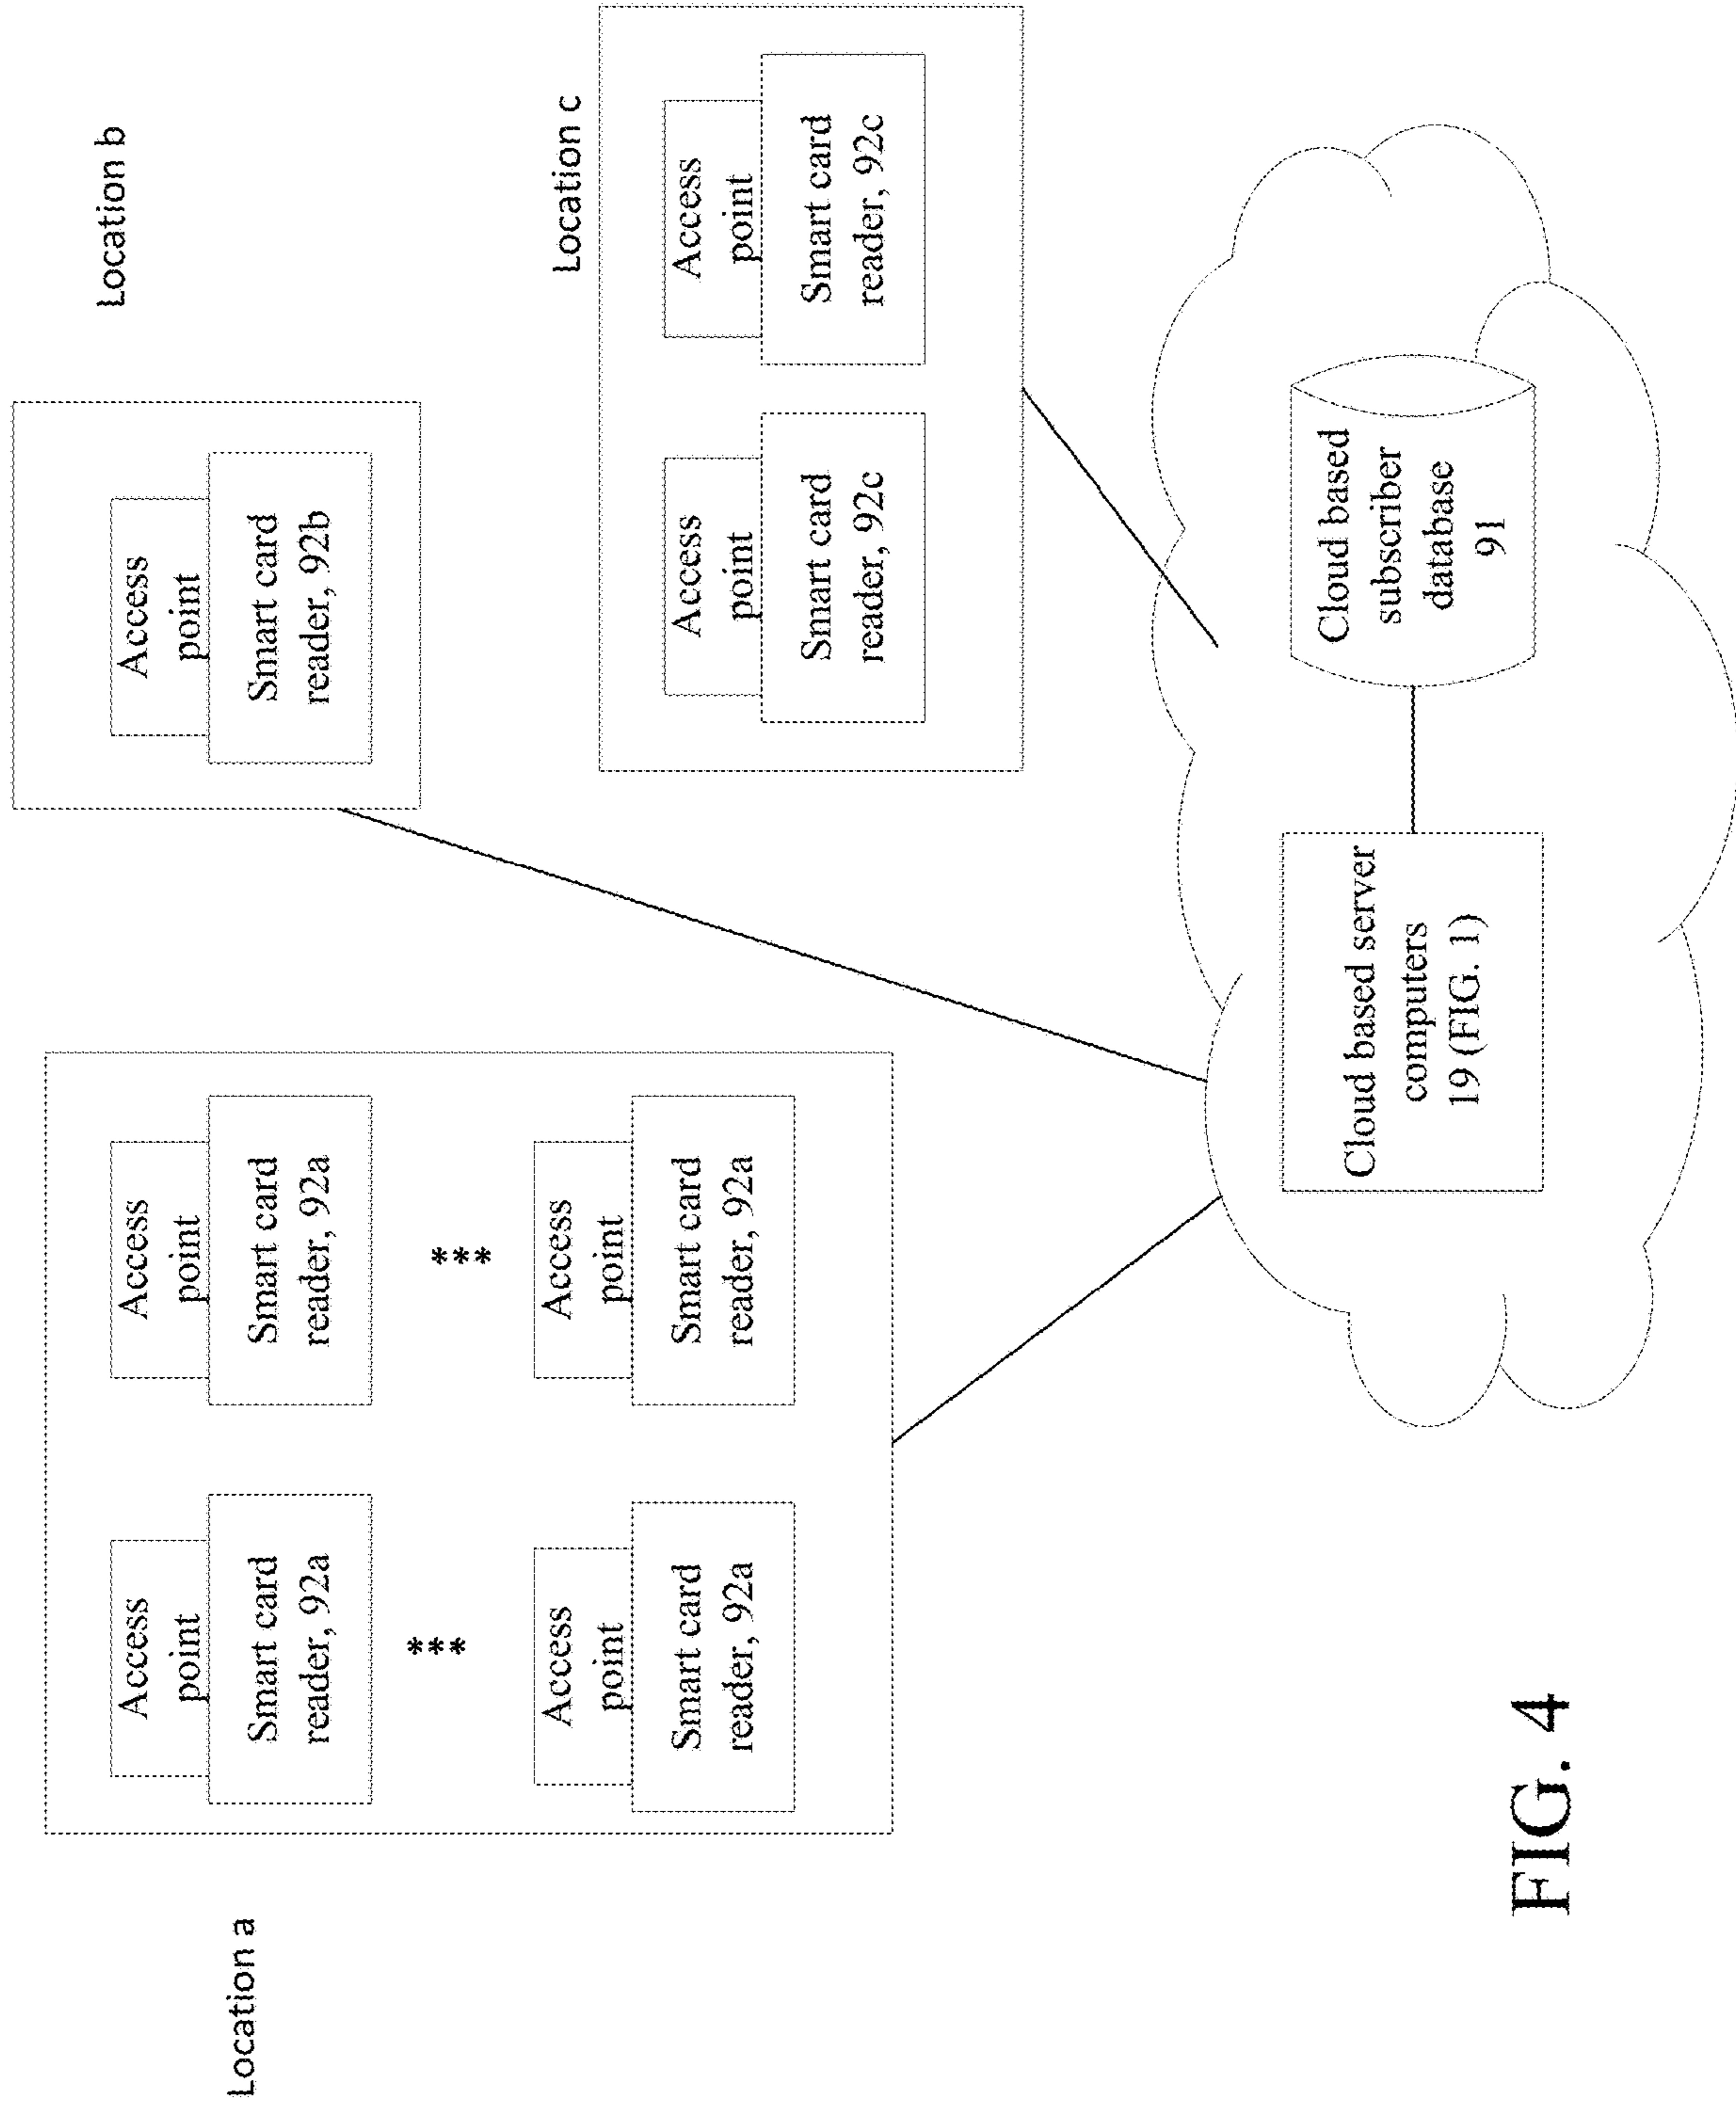 Location a
Access
point
Smart card
reader, 92a
***
Access
point
Smart card
reader, 92a
Access
point
Smart card
reader, 92a
***
Access
point
Smart card
reader, 92a
Location b
Access
point
Smart card
reader, 92b
Location c
Access
point
Smart card
reader, 92c
Access
point
Smart card
reader, 92c
Cloud based server
computers
19 (FIG. 1)
Cloud based
subscriber
database
91
FIG. 4